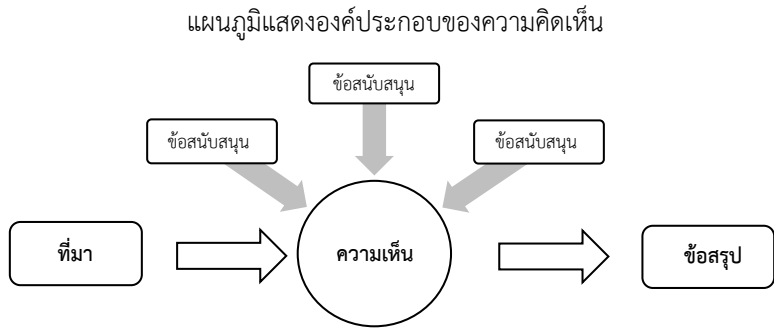 แผนภูมิแสดงองค์ประกอบของความคิดเห็น
ข้อสนับสนุน
ข้อสนับสนุน
ข้อสนับสนุน
ที่มา
ความเห็น
ข้อสรุป